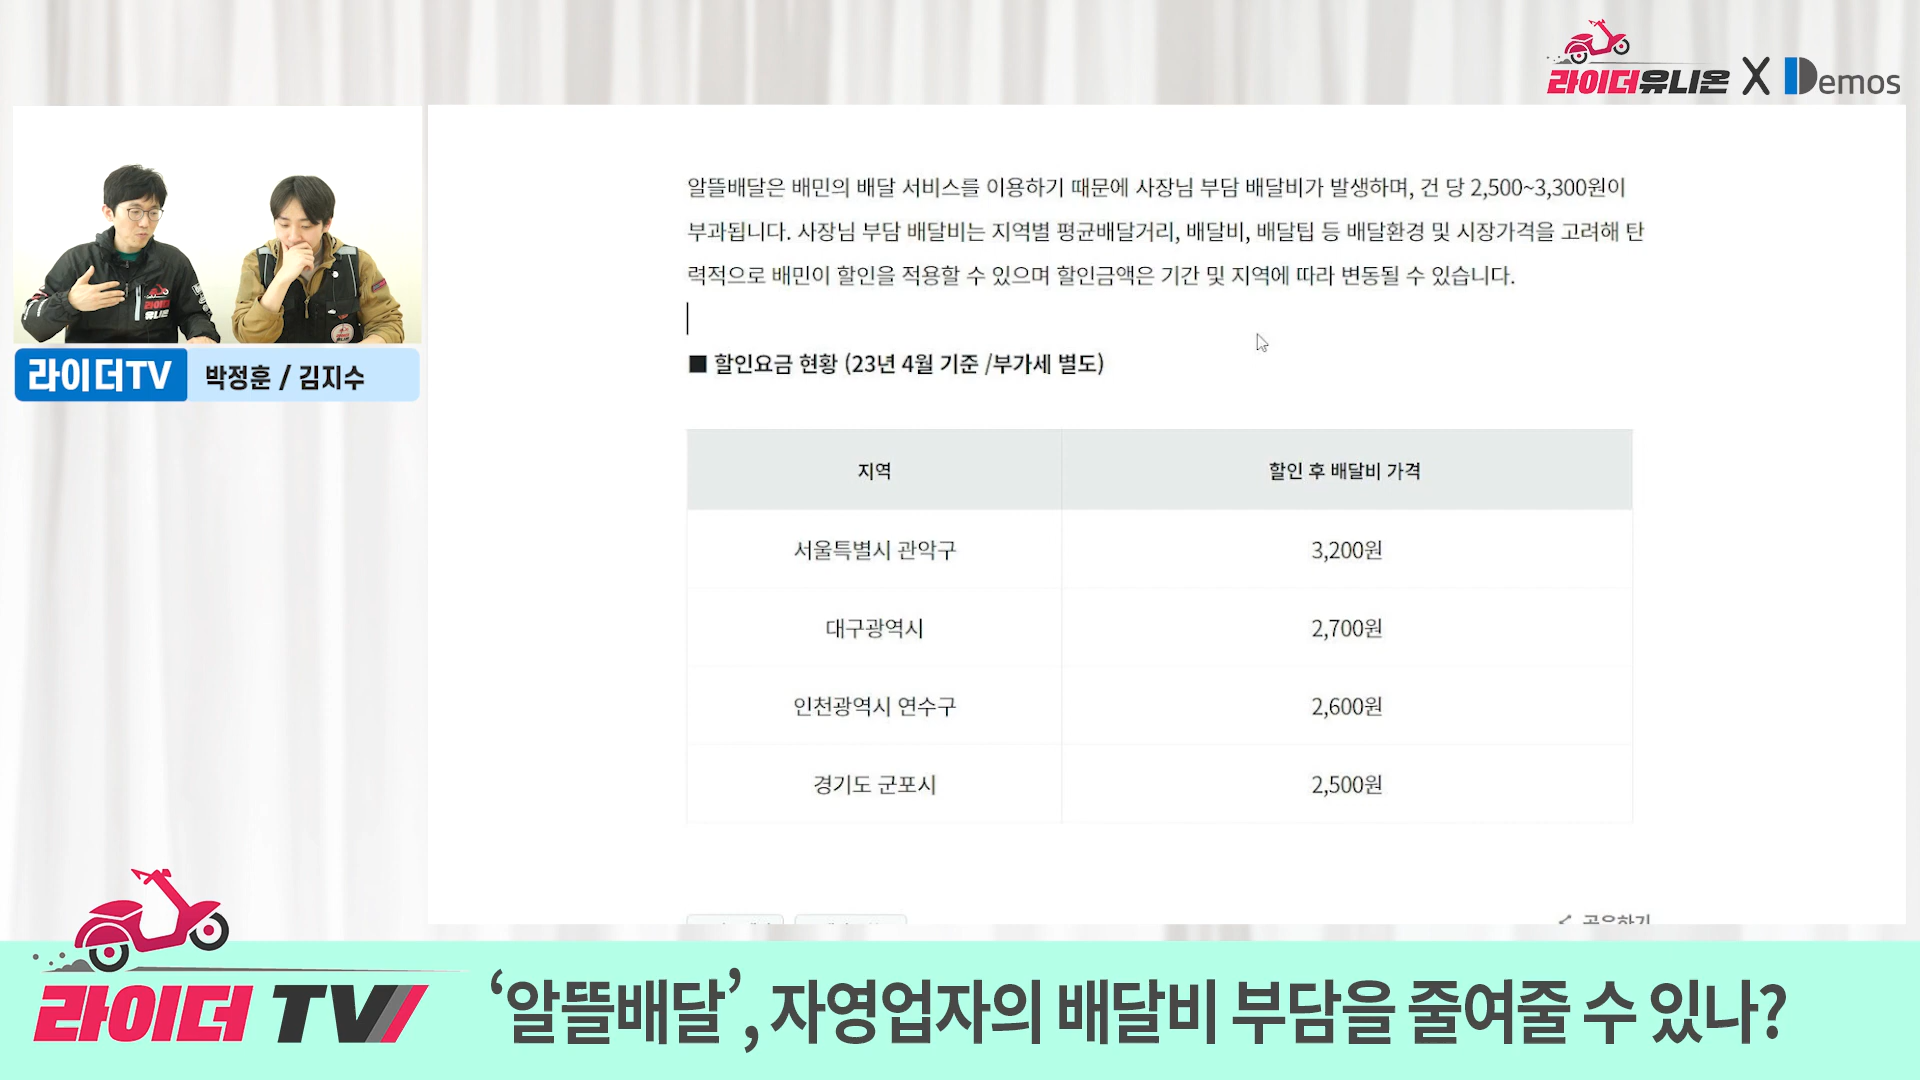 라이더유니온 X Demos
알뜰배달은 배민의 배달 서비스를 이용하기 때문에 사장님 부담 배달비가 발생하며, 건 당 2,500~3,300원이
부과됩니다. 사장님 부담 배달비는 지역별 평균배달거리, 배달비, 배달팁 등 배달환경 및 시장가격을 고려해 탄
력적으로 배민이 할인을 적용할 수 있으며 할인금액은 기간 및 지역에 따라 변동될 수 있습니다.
라이더
유니온
라이더TV 박정훈 / 김지수
■ 할인요금 현황 (23년 4월 기준 /부가세 별도)
지역 할인 후 배달비 가격
서울특별시 관악구 3,200원
대구광역시 2,700원
인천광역시 연수구 2,600원
경기도 군포시 2,500원
공유하기
라이더 TV
‘알뜰배달’, 자영업자의 배달비 부담을 줄여줄 수 있나?